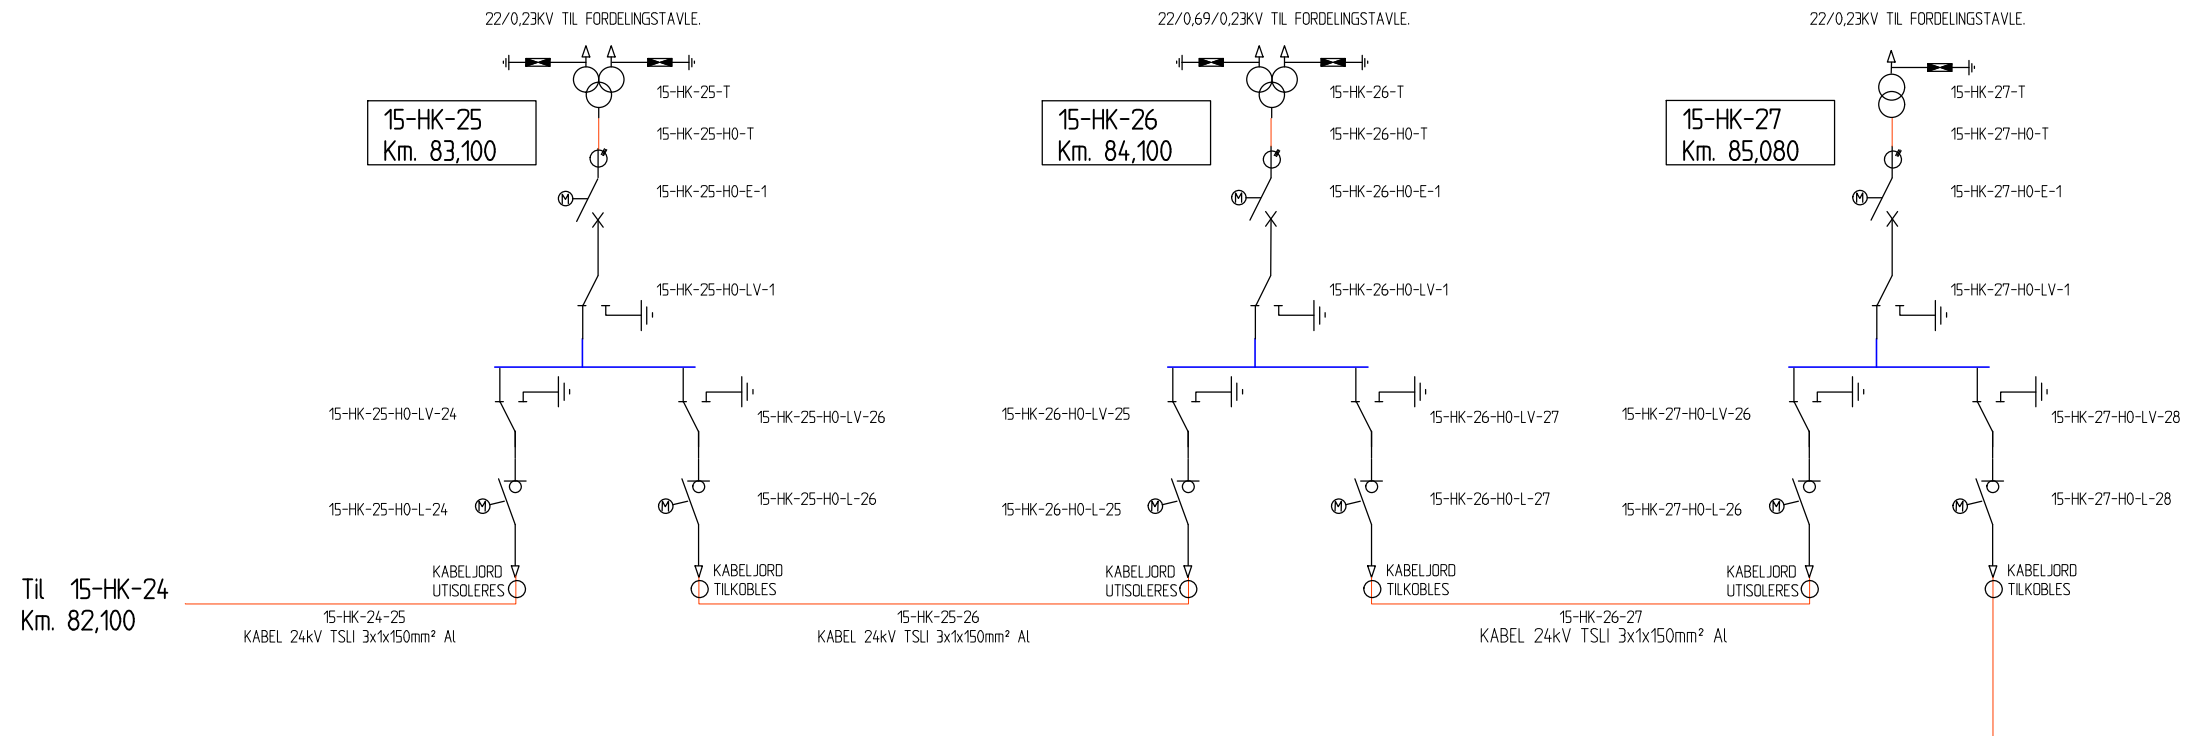 22/0,23KV TIL FORDELINGSTAVLE.
15-HK-25
Km. 83,100
15-HK-25-T
15-HK-25-H0-T
15-HK-25-H0-E-1
15-HK-25-H0-LV-1
15-HK-25-H0-LV-24
15-HK-25-H0-LV-26
15-HK-25-H0-L-24
15-HK-25-H0-L-26
M
M
M
KABELJORD
UTISOLERES
KABELJORD
TILKOBLES
Til 15-HK-24
Km. 82,100
15-HK-24-25
KABEL 24kV TSLI 3x1x150mm² Al
22/0,69/0,23KV TIL FORDELINGSTAVLE.
15-HK-26
Km. 84,100
15-HK-26-T
15-HK-26-H0-T
15-HK-26-H0-E-1
15-HK-26-H0-LV-1
15-HK-26-H0-LV-25
15-HK-26-H0-LV-27
15-HK-26-H0-L-25
15-HK-26-H0-L-27
M
M
M
KABELJORD
UTISOLERES
KABELJORD
TILKOBLES
15-HK-25-26
KABEL 24kV TSLI 3x1x150mm² Al
22/0,23KV TIL FORDELINGSTAVLE.
15-HK-27
Km. 85,080
15-HK-27-T
15-HK-27-H0-T
15-HK-27-H0-E-1
15-HK-27-H0-LV-1
15-HK-27-H0-LV-26
15-HK-27-H0-LV-28
15-HK-27-H0-L-26
15-HK-27-H0-L-28
M
M
M
KABELJORD
UTISOLERES
KABELJORD
TILKOBLES
15-HK-26-27
KABEL 24kV TSLI 3x1x150mm² Al